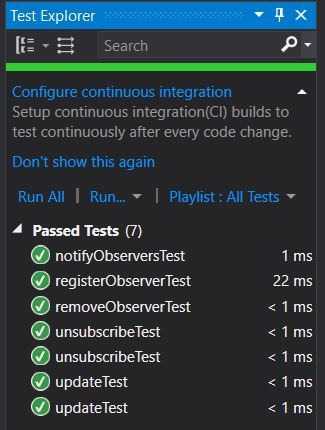 Test Explorer
Search
Configure continuous integration
Setup continuous integration(CI) builds to
test continuously after every code change.
Don't show this again
Run All | Run... | Playlist : All Tests
Passed Tests (7)
notifyObserversTest 1 ms
registerObserverTest 22 ms
removeObserverTest < 1 ms
unsubscribeTest < 1 ms
unsubscribeTest < 1 ms
updateTest < 1 ms
updateTest < 1 ms